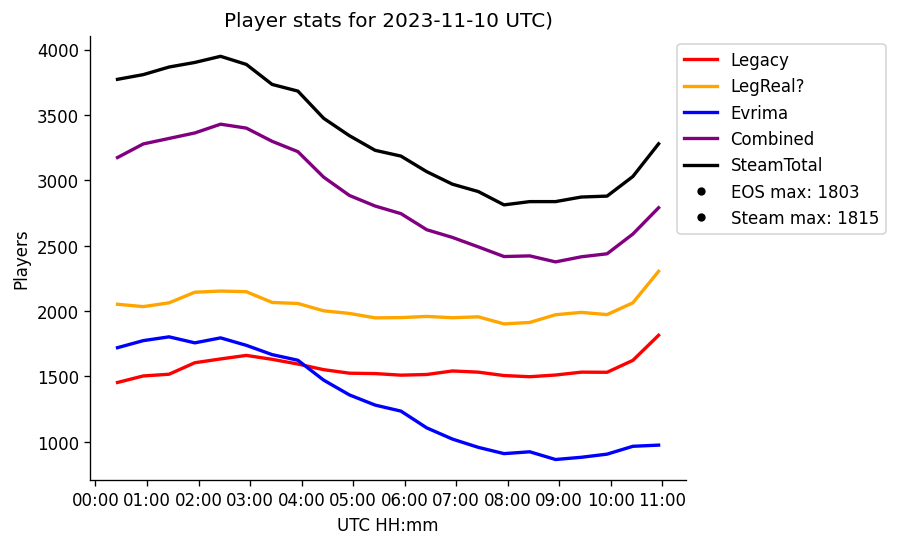 Player stats for 2023-11-10 UTC)
4000
3500
3000
2500
2000
1500
1000
Players
00:00 01:00 02:00 03:00 04:00 05:00 06:00 07:00 08:00 09:00 10:00 11:00
UTC HH:mm
Legacy
LegReal?
Evrima
Combined
SteamTotal
EOS max: 1803
Steam max: 1815